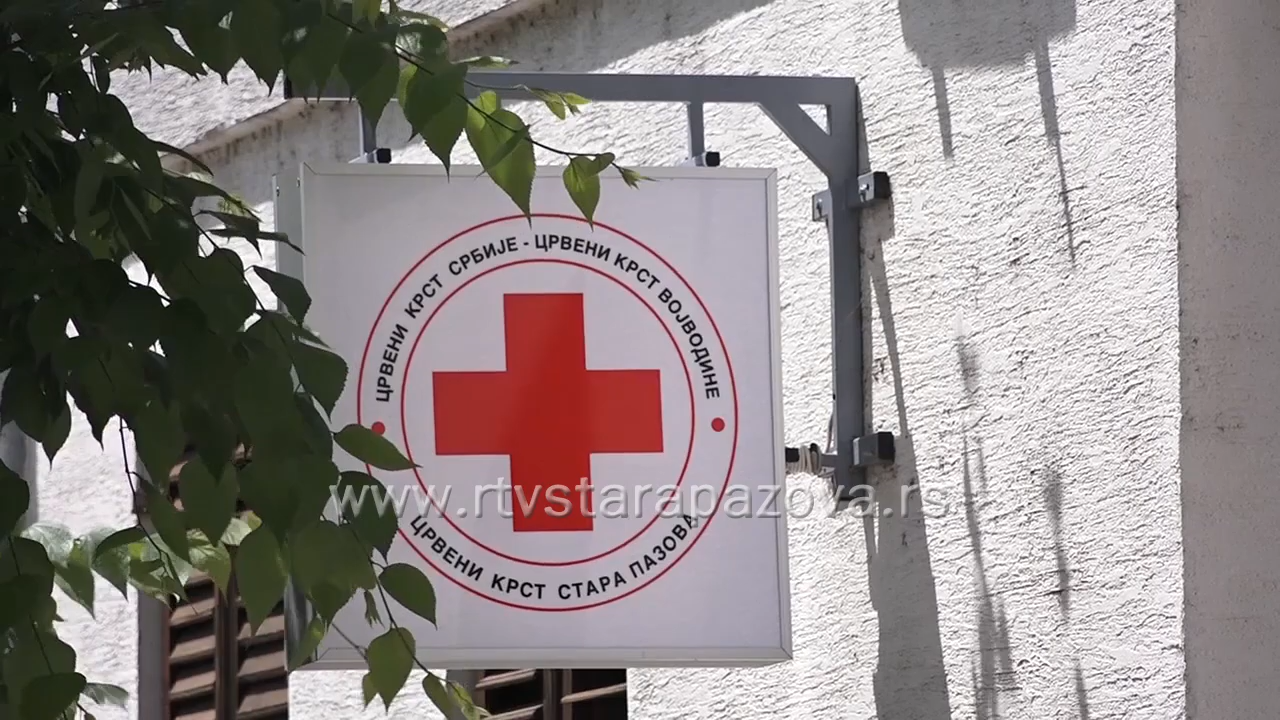 ЦРВЕНИ КРСТ СРБИЈЕ - ЦРВЕНИ КРСТ ВОЈВОДИНЕ
ЦРВЕНИ КРСТ СТАРА ПАЗОВА
www.rtvstarapazova.rs